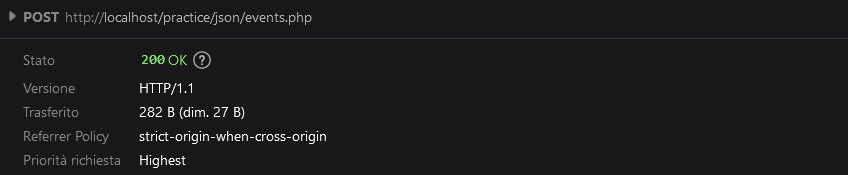 POST http://localhost/practice/json/events.php
Stato 200 OK ?
Versione HTTP/1.1
Trasferito 282 B (dim. 27 B)
Referrer Policy strict-origin-when-cross-origin
Priorità richiesta Highest